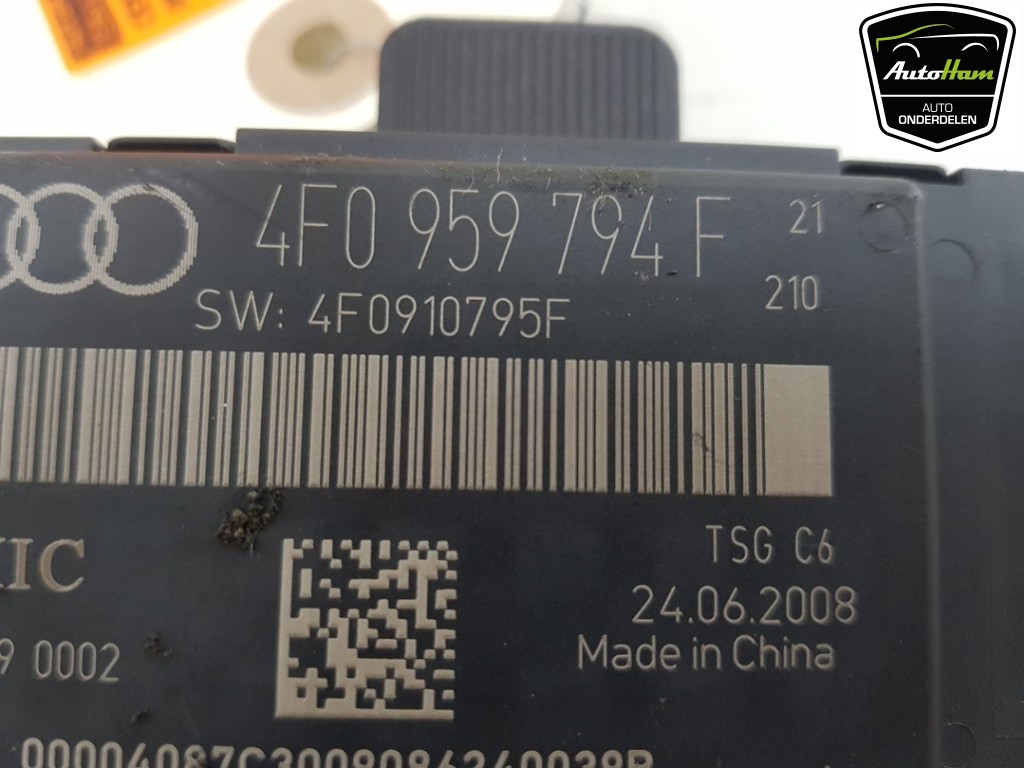 AutoHam
AUTO
ONDERDELEN
4F0 959 794 F 21
SW: 4F0910795F 210
TSG C6
24.06.2008
Made in China
9 0002